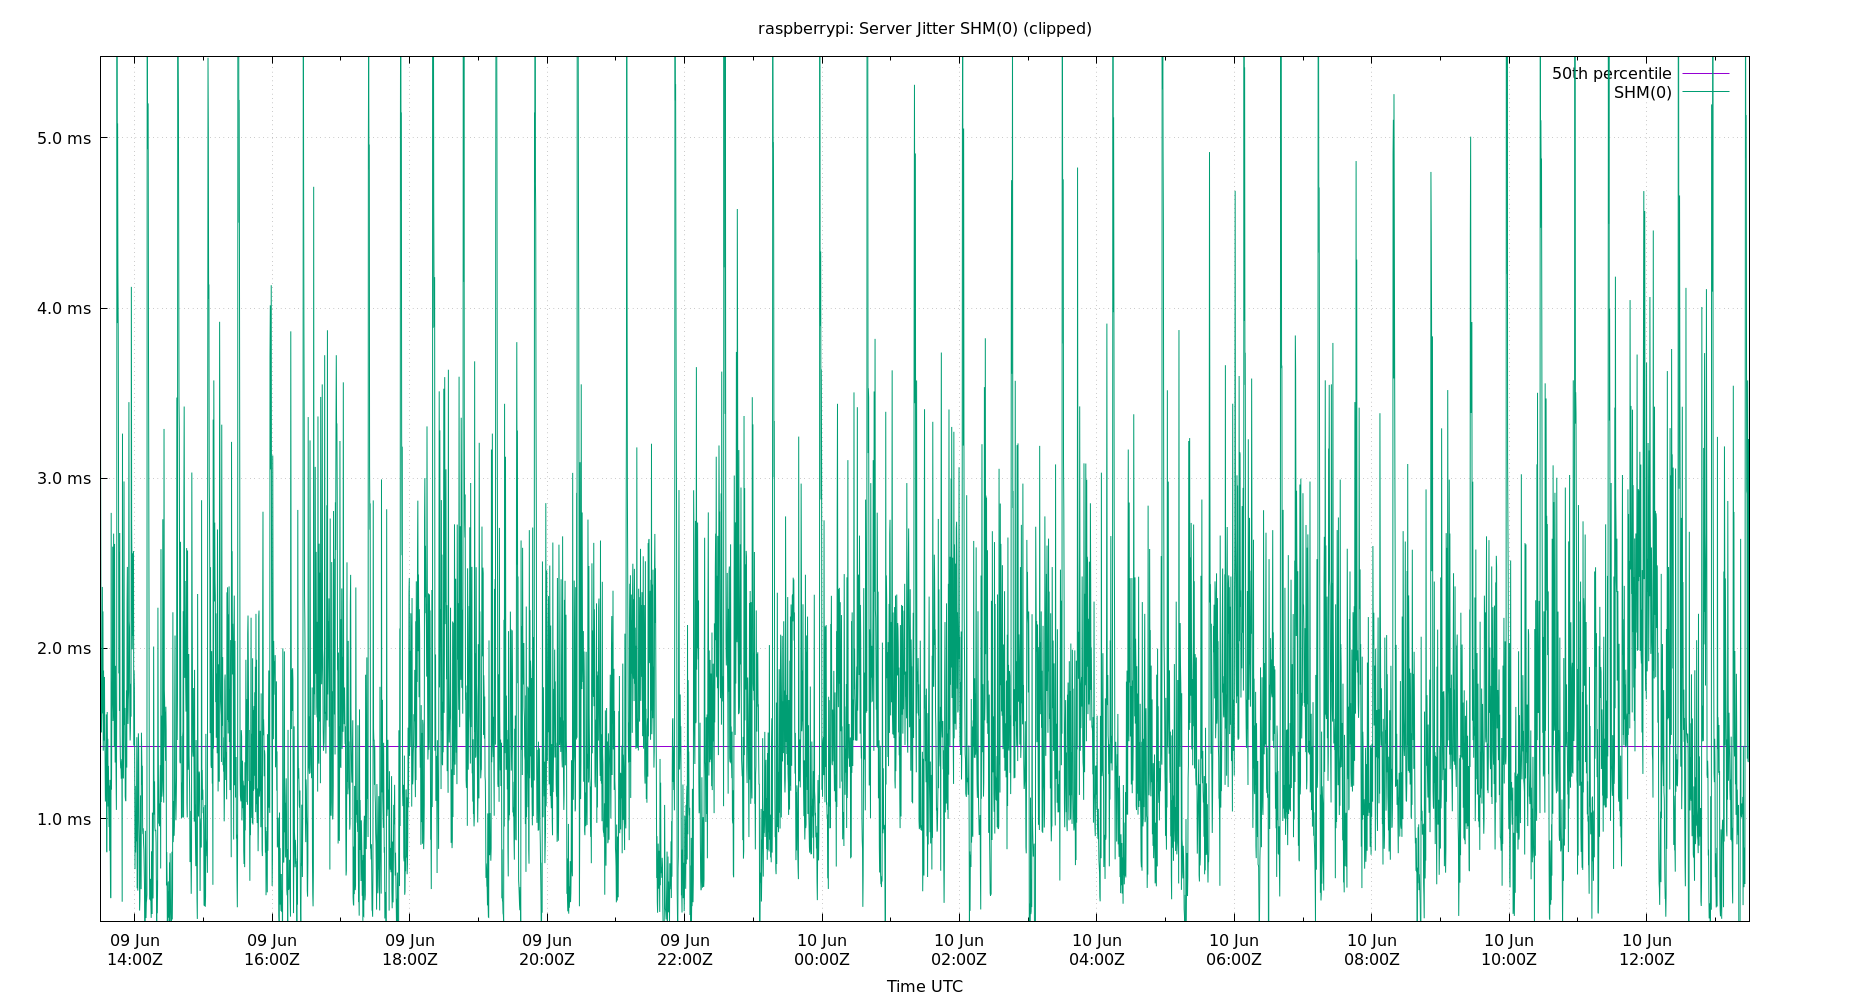 raspberrypi: Server Jitter SHM(0) (clipped)
50th percentile
SHM(0)
5.0 ms
4.0 ms
3.0 ms
2.0 ms
1.0 ms
09 Jun 09 Jun 09 Jun 09 Jun 09 Jun 10 Jun 10 Jun 10 Jun 10 Jun 10 Jun 10 Jun 10 Jun
14:00Z 16:00Z 18:00Z 20:00Z 22:00Z 00:00Z 02:00Z 04:00Z 06:00Z 08:00Z 10:00Z 12:00Z
Time UTC